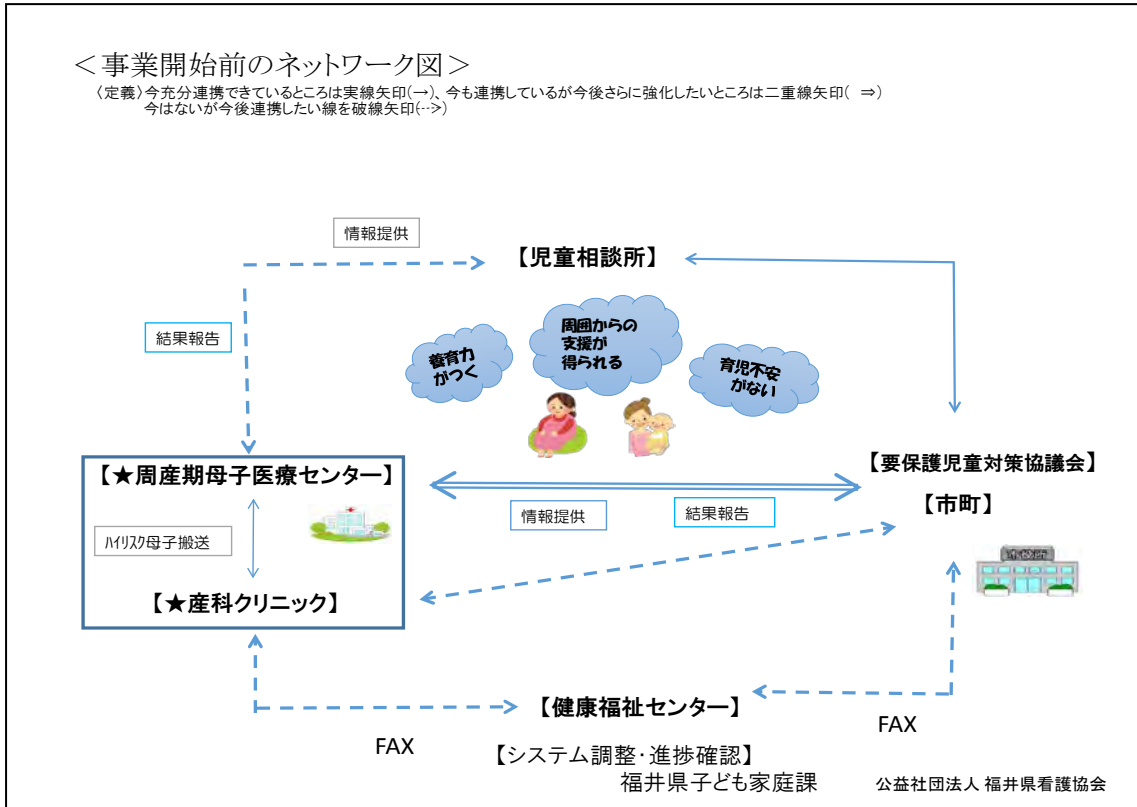 ＜事業開始前のネットワーク図＞
〈定義〉今充分連携できているところは実線矢印(→)、今も連携しているが今後さらに強化したいところは二重線矢印( ⇒)
今はないが今後連携したい線を破線矢印(--＞)
情報提供
【児童相談所】
結果報告
養育力
がつく
周囲からの
支援が
得られる
育児不安
がない
【★周産期母子医療センター】
【要保護児童対策協議会】
【市町】
情報提供
結果報告
ハイリスク母子搬送
【★産科クリニック】
【健康福祉センター】
FAX
FAX
【システム調整・進捗確認】
福井県子ども家庭課
公益社団法人 福井県看護協会